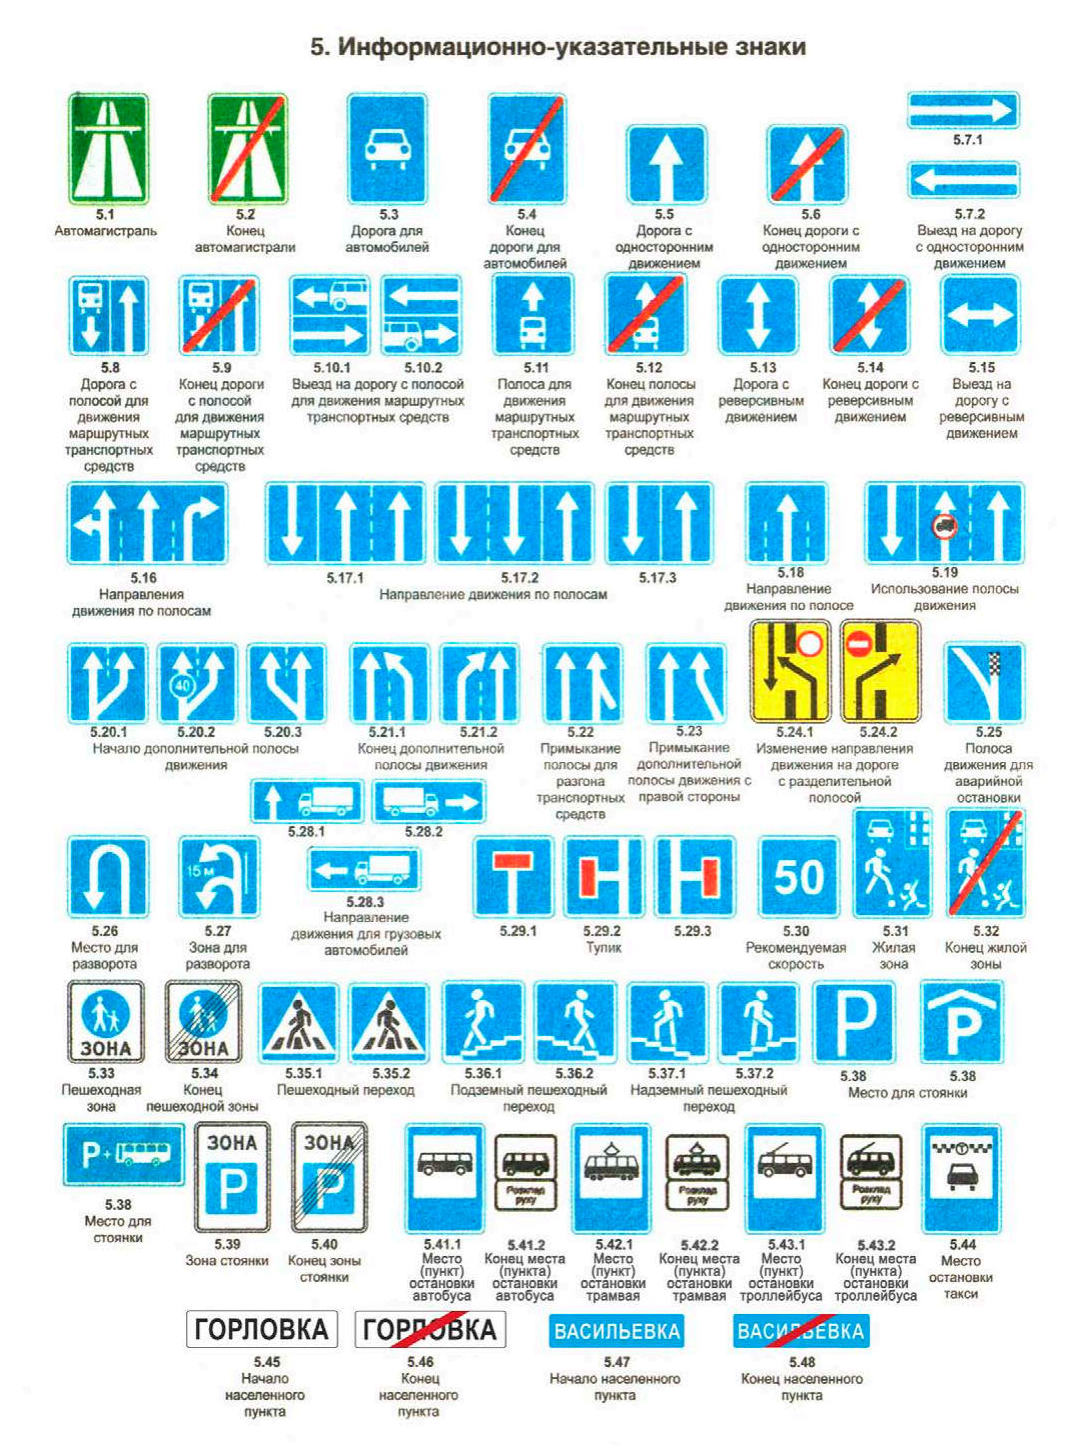 5. Информационно-указательные знаки
5.1
Автомагистраль
5.2
Конец
автомагистрали
5.3
Дорога для
автомобилей
5.4
Конец
дороги для
автомобилей
5.5
Дорога с
односторонним
движением
5.6
Конец дороги с
односторонним
движением
5.7.1
5.7.2
Выезд на дорогу
с односторонним
движением
5.8
Дорога с
полосой для
движения
маршрутных
транспортных
средств
5.9
Конец дороги
с полосой
для движения
маршрутных
транспортных
средств
5.10.1 5.10.2
Выезд на дорогу с полосой
для движения маршрутных
транспортных средств
5.11
Полоса для
движения
маршрутных
транспортных
средств
5.12
Конец полосы
для движения
маршрутных
транспортных
средств
5.13
Дорога с
реверсивным
движением
5.14
Конец дороги с
реверсивным
движением
5.15
Выезд на
дорогу с
реверсивным
движением
5.16
Направления
движения по полосам
5.17.1 5.17.2 5.17.3
Направление движения по полосам
5.18
Направление
движения по полосе
5.19
Использование полосы
движения
40
5.20.1 5.20.2 5.20.3
Начало дополнительной полосы
движения
5.21.1 5.21.2
Конец дополнительной
полосы движения
5.22
Примыкание
полосы для
разгона
транспортных
средств
5.23
Примыкание
дополнительной
полосы движения с
правой стороны
5.24.1 5.24.2
Изменение направления
движения на дороге
с разделительной
полосой
5.25
Полоса
движения для
аварийной
остановки
5.28.1 5.28.2
5.26
Место для
разворота
15 м
5.27
Зона для
разворота
5.28.3
Направление
движения для грузовых
автомобилей
5.29.1 5.29.2 5.29.3
Тупик
50
5.30
Рекомендуемая
скорость
5.31
Жилая
зона
5.32
Конец жилой
зоны
ЗОНА
5.33
Пешеходная
зона
ЗОНА
5.34
Конец
пешеходной зоны
5.35.1 5.35.2
Пешеходный переход
5.36.1 5.36.2
Подземный пешеходный
переход
5.37.1 5.37.2
Надземный пешеходный
переход
P P
5.38 5.38
Место для стоянки
P+
5.38
Место для
стоянки
ЗОНА
P
5.39
Зона стоянки
ЗОНА
P
5.40
Конец зоны
стоянки
5.41.1
Место
(пункт)
остановки
автобуса
Розклад
руху
5.41.2
Конец места
(пункта)
остановки
автобуса
5.42.1
Место
(пункт)
остановки
трамвая
Розклад
руху
5.42.2
Конец места
(пункта)
остановки
трамвая
5.43.1
Место
(пункт)
остановки
троллейбуса
Розклад
руху
5.43.2
Конец места
(пункта)
остановки
троллейбуса
Т
5.44
Место
остановки
такси
ГОРЛОВКА
5.45
Начало
населенного
пункта
ГОРЛОВКА
5.46
Конец
населенного
пункта
ВАСИЛЬЕВКА
5.47
Начало населенного
пункта
ВАСИЛЬЕВКА
5.48
Конец населенного
пункта